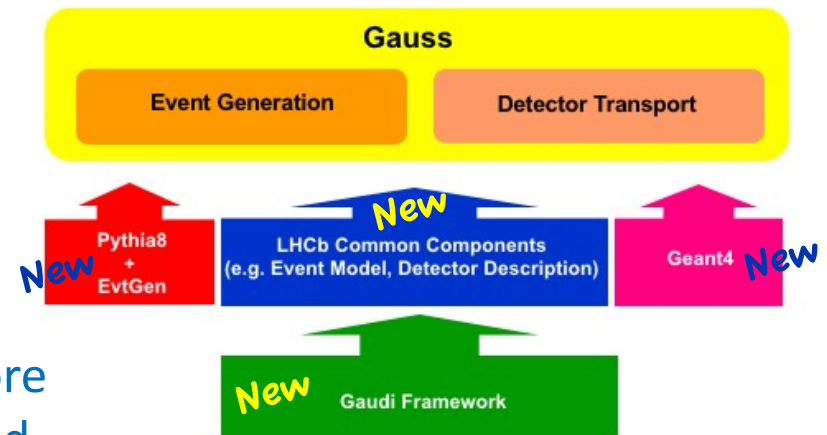 Gauss
Event Generation
Detector Transport
New
Pythia8
+
EvtGen
New
LHCb Common Components
(e.g. Event Model, Detector Description)
Geant4
New
New
Gaudi Framework